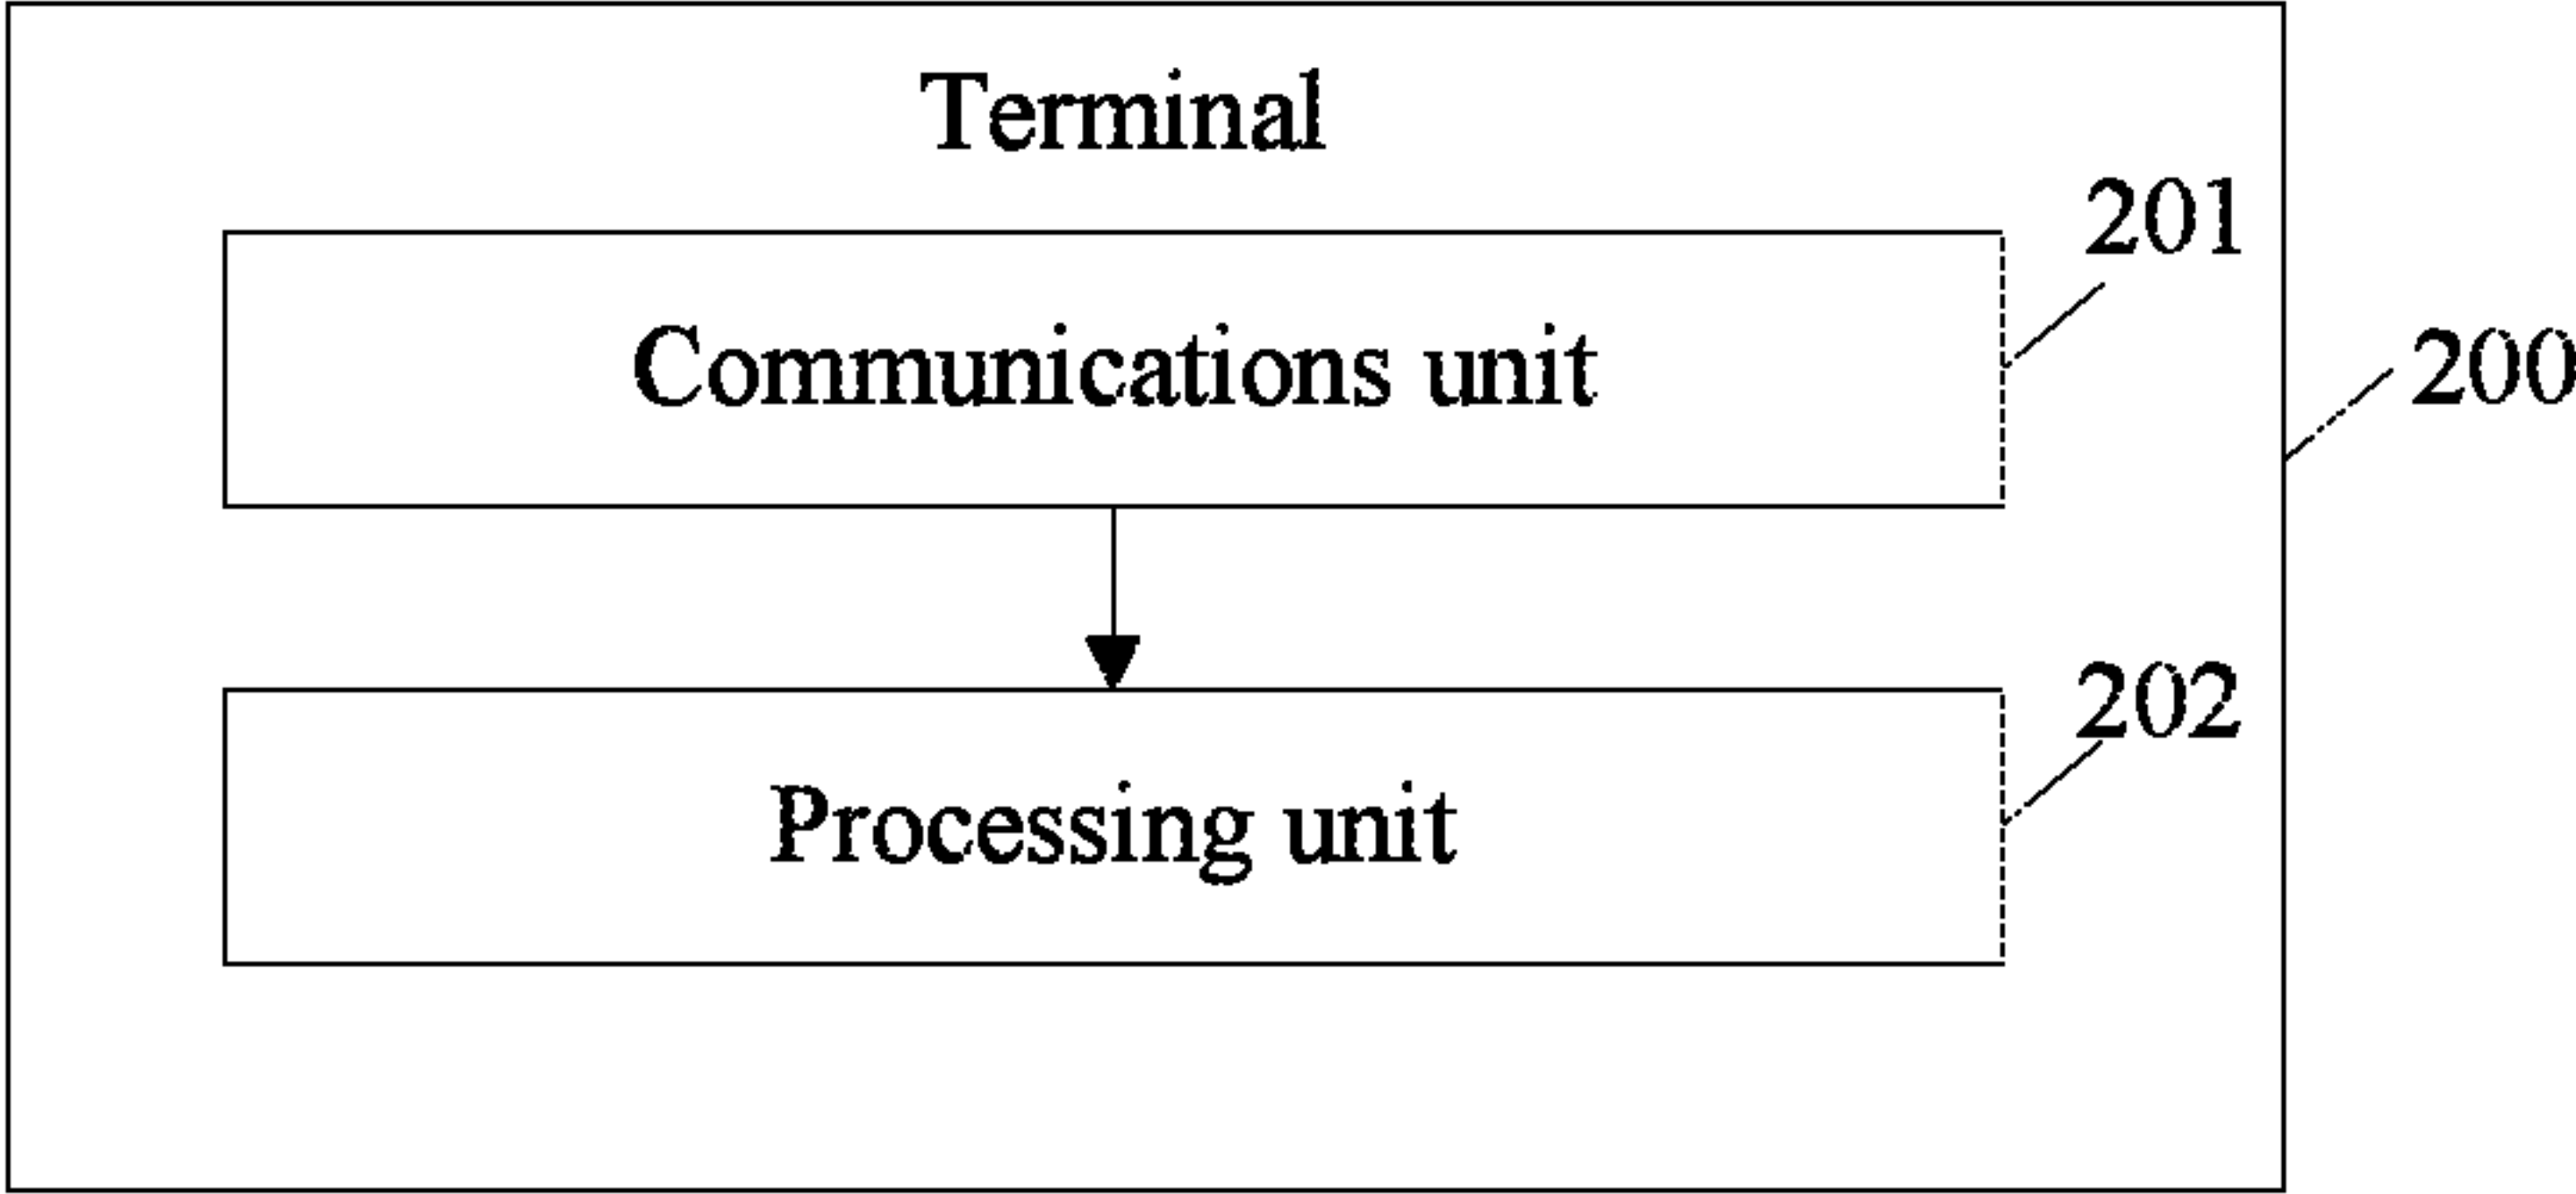 Terminal
201
Communications unit
200
202
Processing unit